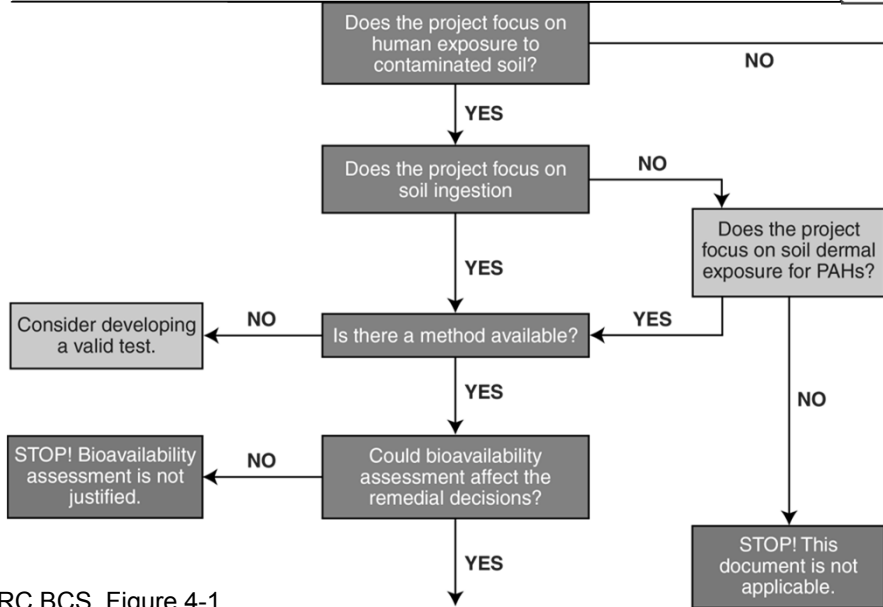 Does the project focus on
human exposure to
contaminated soil?
NO
YES
Does the project focus on
soil ingestion
NO
Does the project
focus on soil dermal
exposure for PAHs?
YES
Consider developing
a valid test.
NO
Is there a method available?
YES
YES
NO
STOP! Bioavailability
assessment is not
justified.
NO
Could bioavailability
assessment affect the
remedial decisions?
YES
STOP! This
document is not
applicable.
RC BCS, Figure 4-1